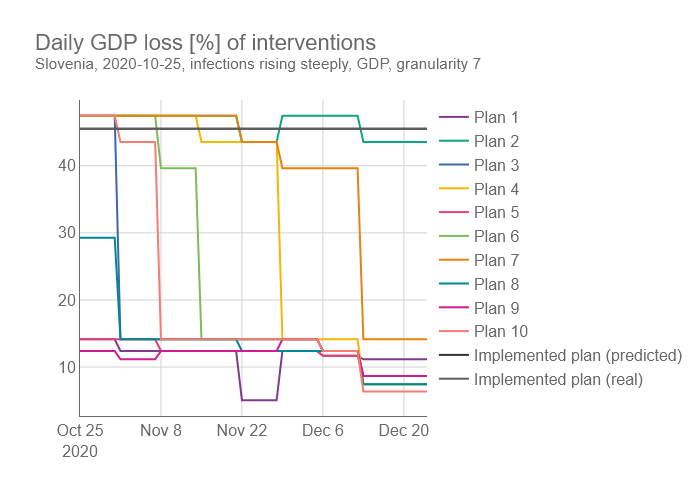 Daily GDP loss [%] of interventions
Slovenia, 2020-10-25, infections rising steeply, GDP, granularity 7
40
30
20
10
Oct 25
2020
Nov 8
Nov 22
Dec 6
Dec 20
Plan 1
Plan 2
Plan 3
Plan 4
Plan 5
Plan 6
Plan 7
Plan 8
Plan 9
Plan 10
Implemented plan (predicted)
Implemented plan (real)